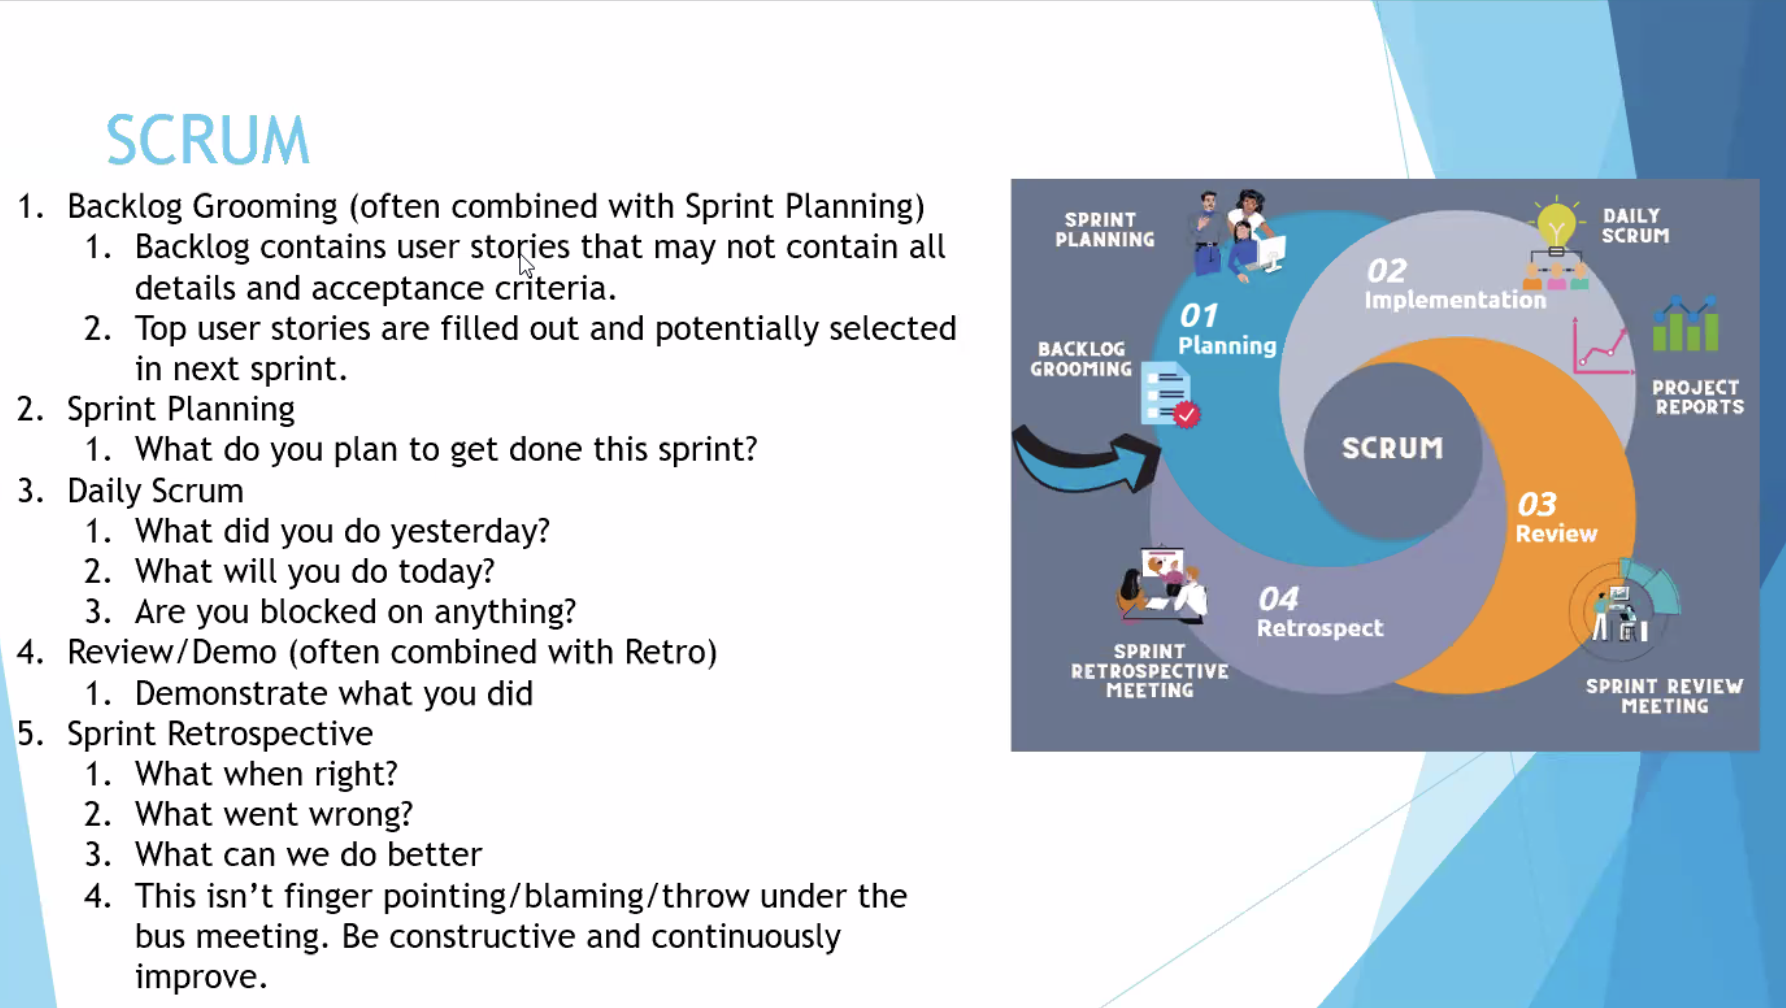 SCRUM
1. Backlog Grooming (often combined with Sprint Planning)
1. Backlog contains user stories that may not contain all
details and acceptance criteria.
2. Top user stories are filled out and potentially selected
in next sprint.
2. Sprint Planning
1. What do you plan to get done this sprint?
3. Daily Scrum
1. What did you do yesterday?
2. What will you do today?
3. Are you blocked on anything?
4. Review/Demo (often combined with Retro)
1. Demonstrate what you did
5. Sprint Retrospective
1. What when right?
2. What went wrong?
3. What can we do better
4. This isn’t finger pointing/blaming/throw under the
bus meeting. Be constructive and continuously
improve.
SPRINT
PLANNING
DAILY
SCRUM
01
Planning
02
Implementation
BACKLOG
GROOMING
PROJECT
REPORTS
SCRUM
03
Review
04
Retrospect
SPRINT
RETROSPECTIVE
MEETING
SPRINT REVIEW
MEETING